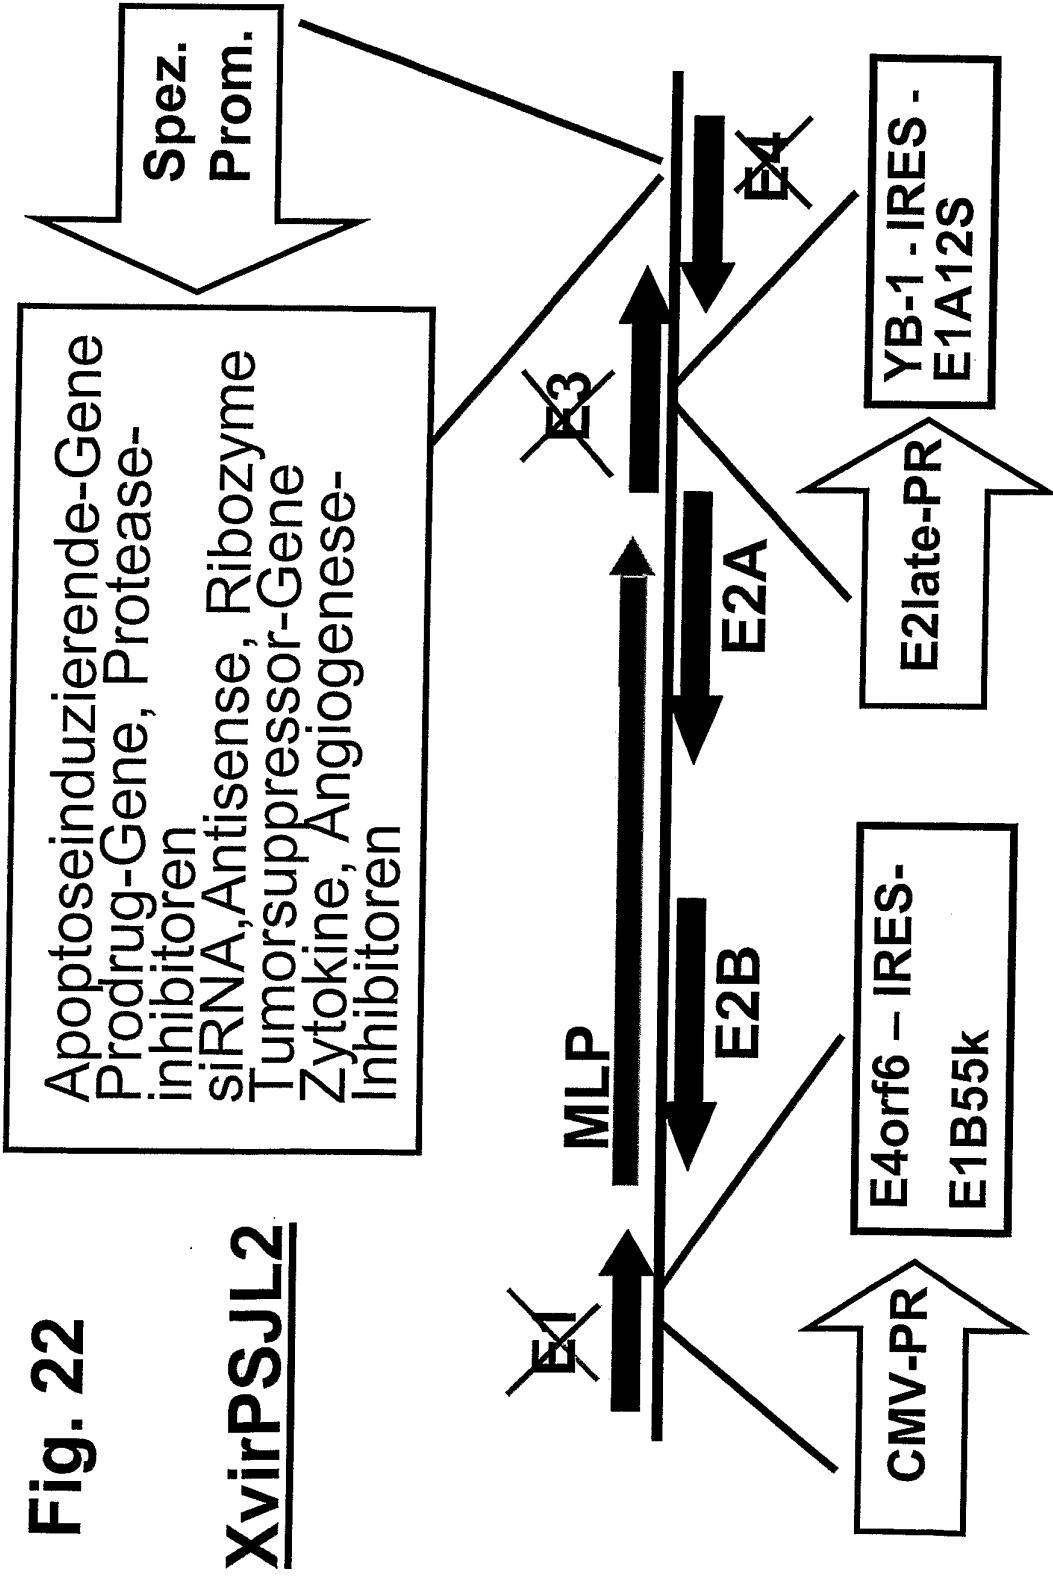 Fig. 22
XvirPSJL2
Apoptoseinduzierende-Gene
Prodrug-Gene, Protease-
inhibitoren
siRNA,Antisense, Ribozyme
Tumorsuppressor-Gene
Zytokine, Angiogenese-
Inhibitoren
Spez.
Prom.
E1
MLP
E3
E2B
E2A
E4
CMV-PR
E4orf6 – IRES-
E1B55k
E2late-PR
YB-1 - IRES -
E1A12S